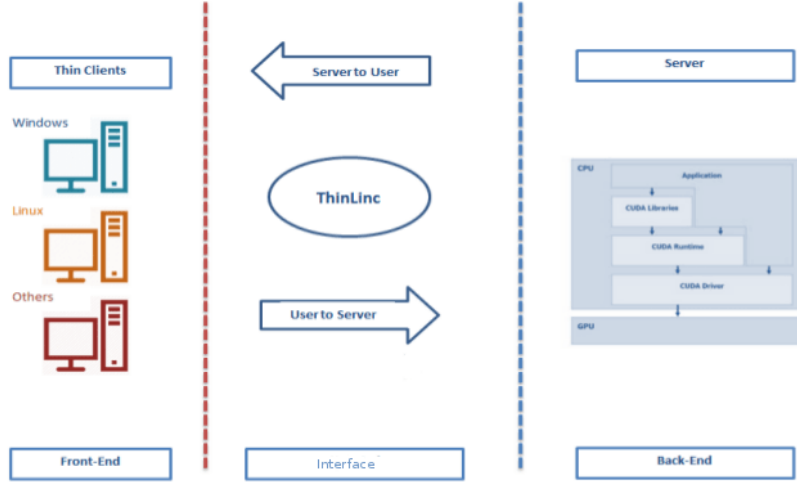 Thin Clients
Server to User
Server
Windows
CPU
Application
CUDA Libraries
ThinLinc
Linux
CUDA Runtime
CUDA Driver
Others
User to Server
GPU
Front-End
Interface
Back-End